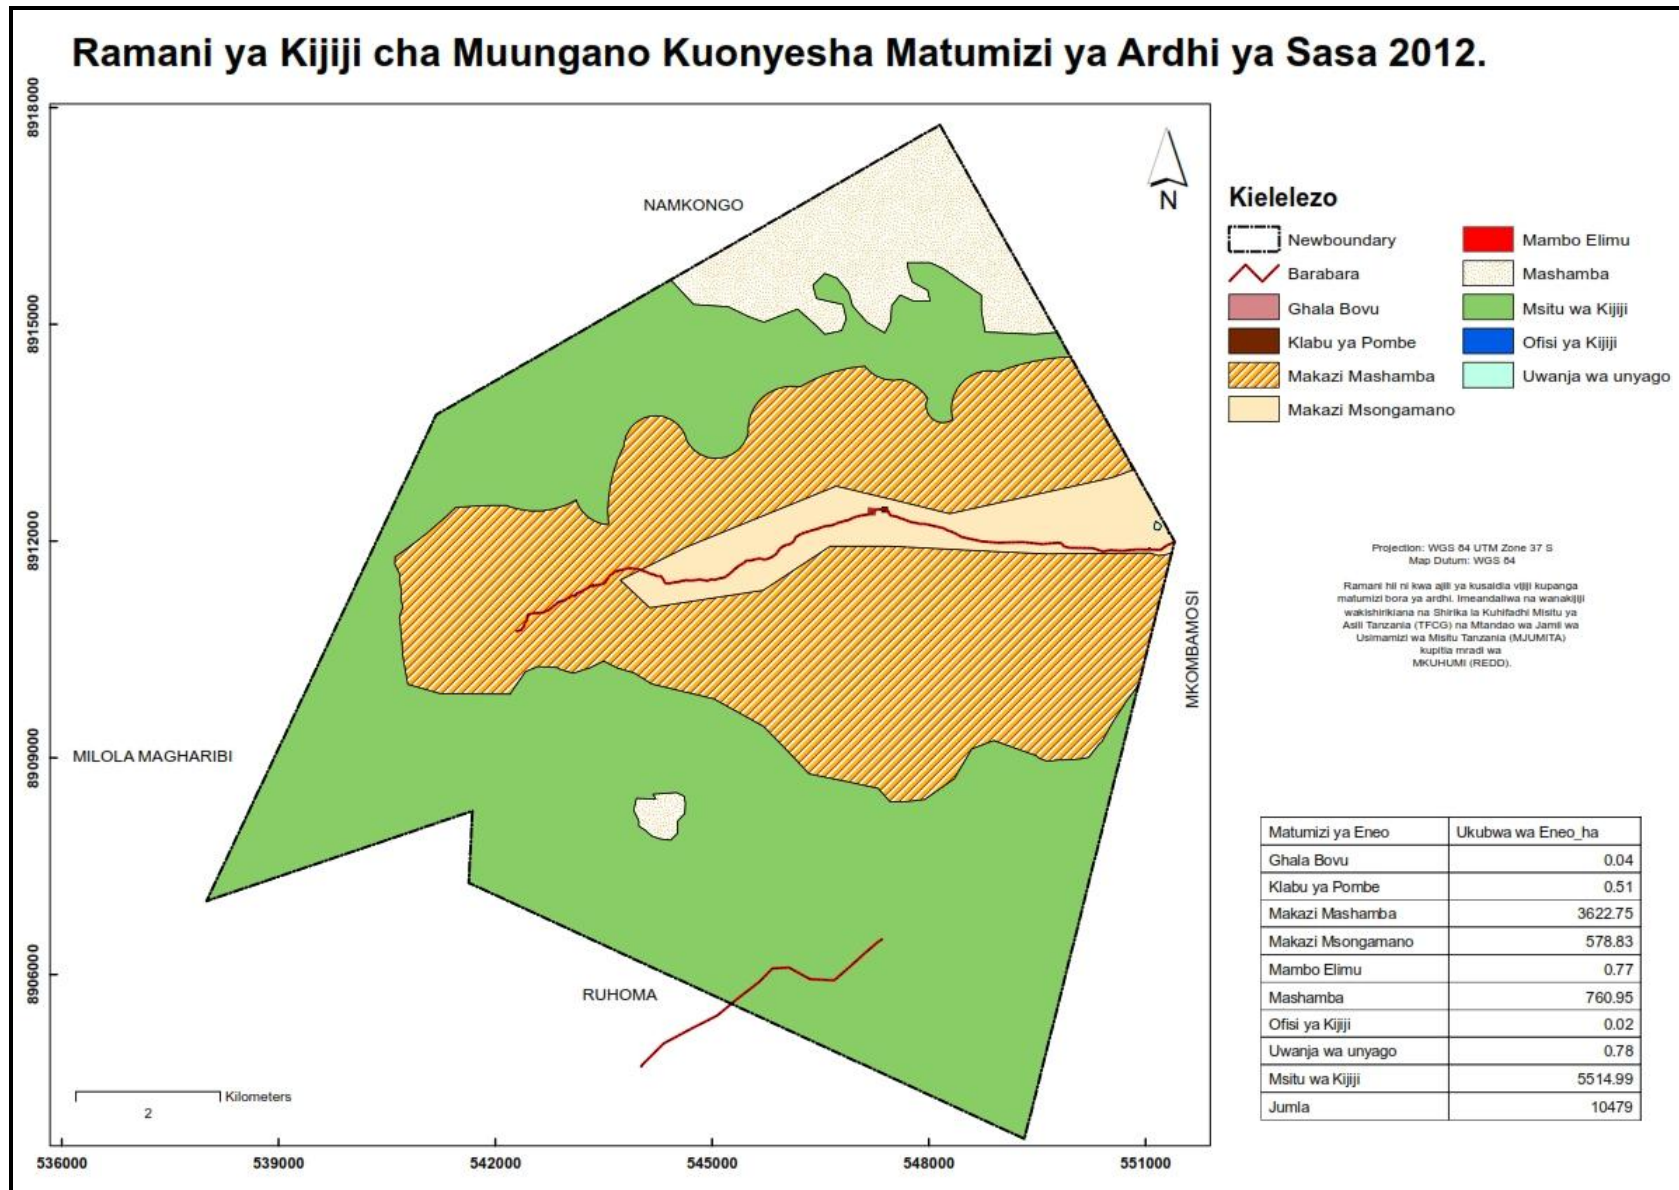 Ramani ya Kijiji cha Muungano Kuonyesha Matumizi ya Ardhi ya Sasa 2012.
8918000
8915000
8912000
8909000
8906000
NAMKONGO
N
MILOLA MAGHARIBI
MKOMBAMOSI
RUHOMA
Kilometers
2
536000
539000
542000
545000
548000
551000
Kielelezo
Newboundary
Barabara
Ghala Bovu
Klabu ya Pombe
Makazi Mashamba
Makazi Msongamano
Mambo Elimu
Mashamba
Msitu wa Kijiji
Ofisi ya Kijiji
Uwanja wa unyago
Projection: WGS 84 UTM Zone 37 S
Map Dutum: WGS 84
Ramani hii ni kwa ajili ya kusaidia vijiji kupanga
matumizi bora ya ardhi. Imeandaliwa na wanakijiji
wakishirikiana na Shirika la Kuhifadhi Misitu ya
Asili Tanzania (TFCG) na Mtandao wa Jamii wa
Usimamizi wa Misitu Tanzania (MJUMITA)
kupitia mradi wa
MKUHUMI (REDD).
Matumizi ya Eneo Ukubwa wa Eneo_ha
Ghala Bovu 0.04
Klabu ya Pombe 0.51
Makazi Mashamba 3622.75
Makazi Msongamano 578.83
Mambo Elimu 0.77
Mashamba 760.95
Ofisi ya Kijiji 0.02
Uwanja wa unyago 0.78
Msitu wa Kijiji 5514.99
Jumla 10479